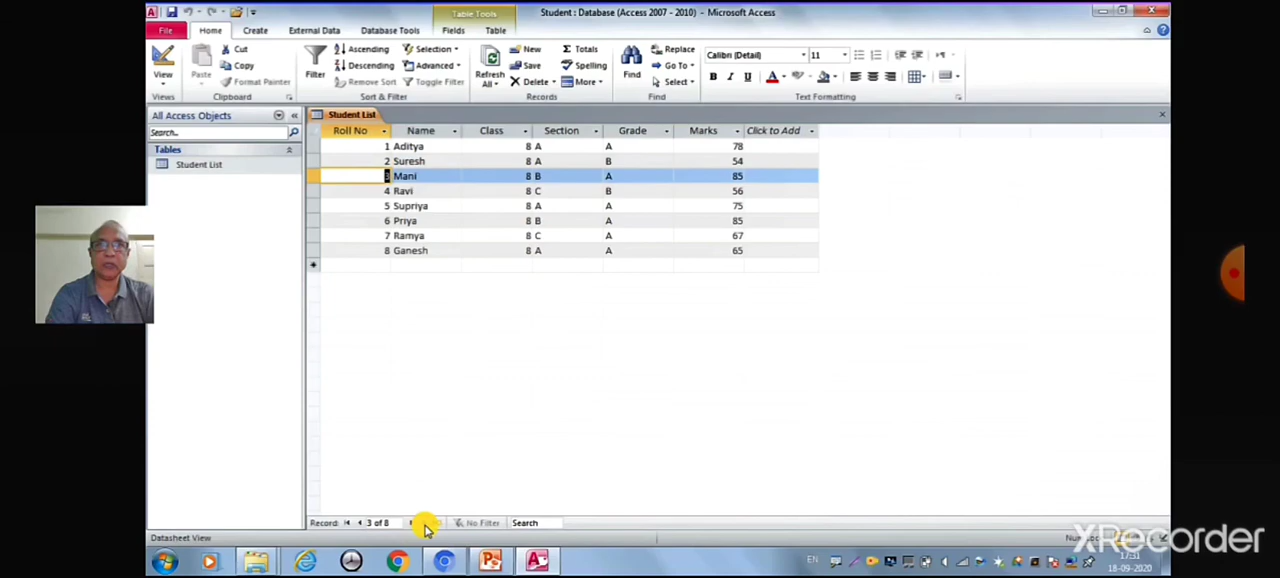 Table Tools
Student : Database (Access 2007 - 2010) - Microsoft Access
File Home Create External Data Database Tools Fields Table
View
Views
Paste
Cut
Copy
Format Painter
Clipboard
Filter
Ascending
Descending
Remove Sort
Selection
Advanced
Toggle Filter
Sort & Filter
Refresh
All
New
Save
Delete
Totals
Spelling
More
Records
Find
Replace
Go To
Select
Find
Calibri (Detail) 11
B I U A
Text Formatting
All Access Objects
Search...
Tables
Student List
Student List
Roll No Name Class Section Grade Marks Click to Add
1 Aditya 8 A A 78
2 Suresh 8 A B 54
3 Mani 8 B A 85
4 Ravi 8 C B 56
5 Supriya 8 A A 75
6 Priya 8 B A 85
7 Ramya 8 C A 67
8 Ganesh 8 A A 65
Record: 3 of 8 No Filter Search
Datasheet View
XRecorder
EN
17:31
18-09-2020